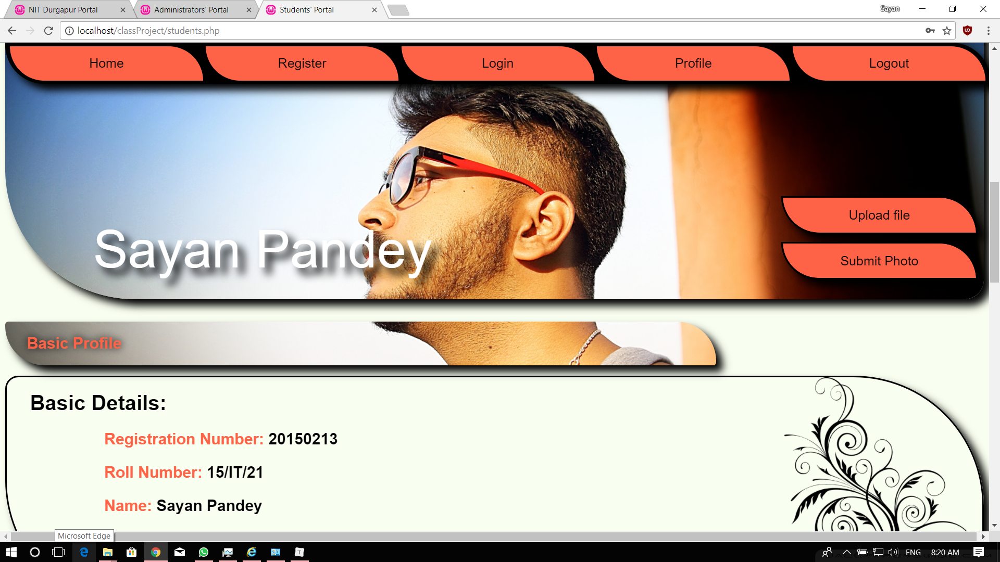 NIT Durgapur Portal
Administrators' Portal
Students' Portal
Sayan
localhost/classProject/students.php
Home
Register
Login
Profile
Logout
Upload file
Submit Photo
Sayan Pandey
Basic Profile
Basic Details:
Registration Number: 20150213
Roll Number: 15/IT/21
Name: Sayan Pandey
Microsoft Edge
ENG
8:20 AM